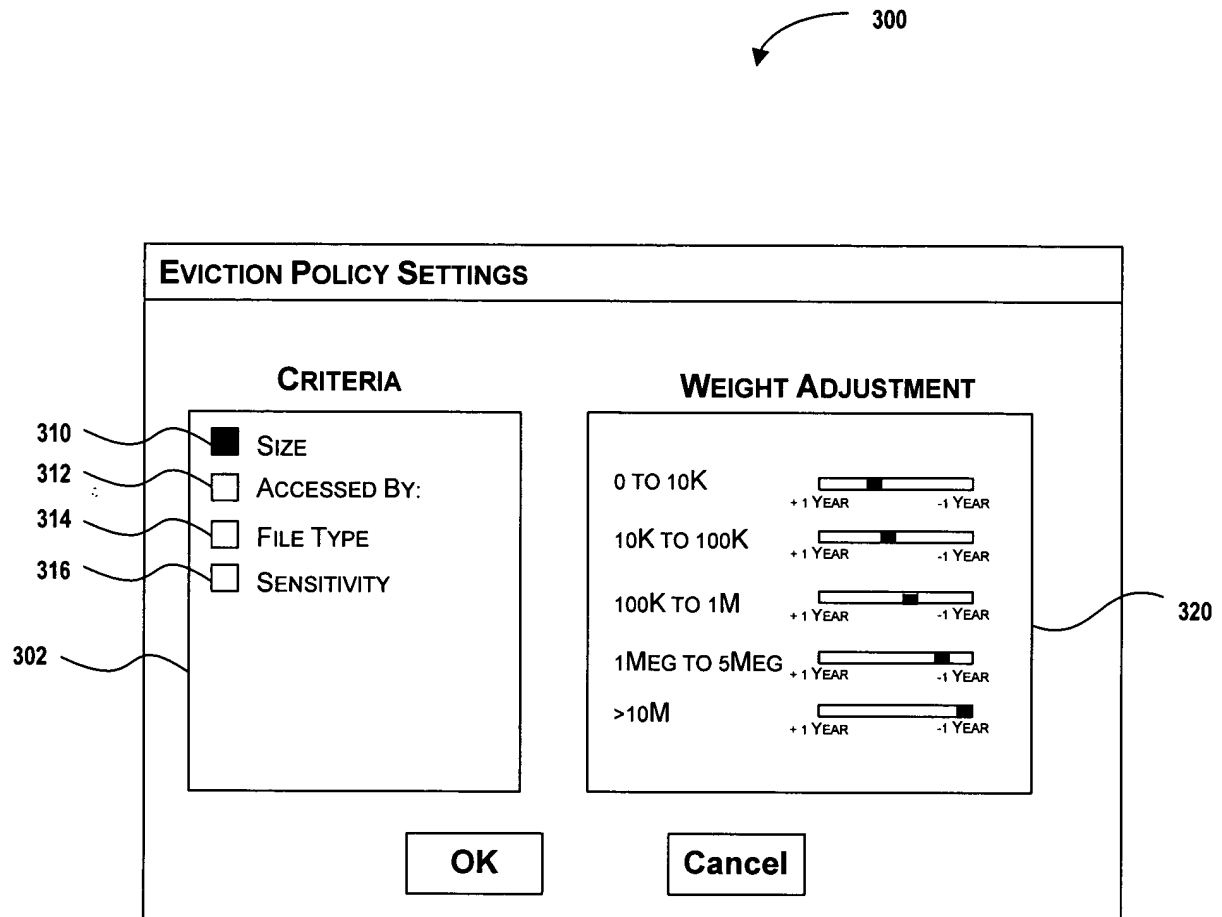 300
EVICTION POLICY SETTINGS
CRITERIA
310
SIZE
312
ACCESSED BY:
314
FILE TYPE
316
SENSITIVITY
302
WEIGHT ADJUSTMENT
0 TO 10K
+ 1 YEAR -1 YEAR
10K TO 100K
+ 1 YEAR -1 YEAR
100K TO 1M
+ 1 YEAR -1 YEAR
1MEG TO 5MEG
+ 1 YEAR -1 YEAR
>10M
+ 1 YEAR -1 YEAR
320
OK
Cancel